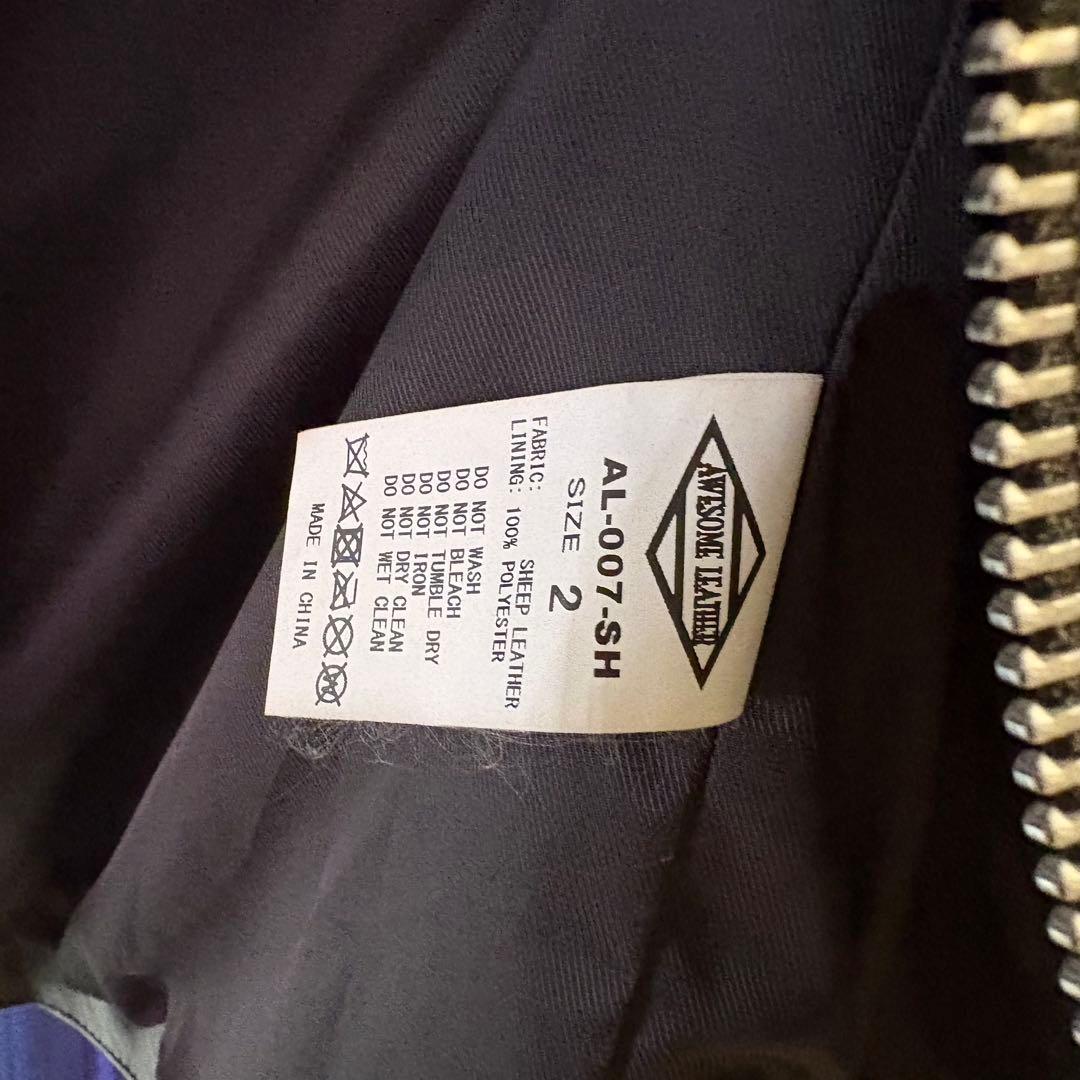 AWESOME LEATHER
AL-007-SH
SIZE 2
FABRIC: SHEEP LEATHER
LINING: 100% POLYESTER
DO NOT WASH
DO NOT BLEACH
DO NOT TUMBLE DRY
DO NOT IRON
DO NOT DRY CLEAN
DO NOT WET CLEAN
MADE IN CHINA